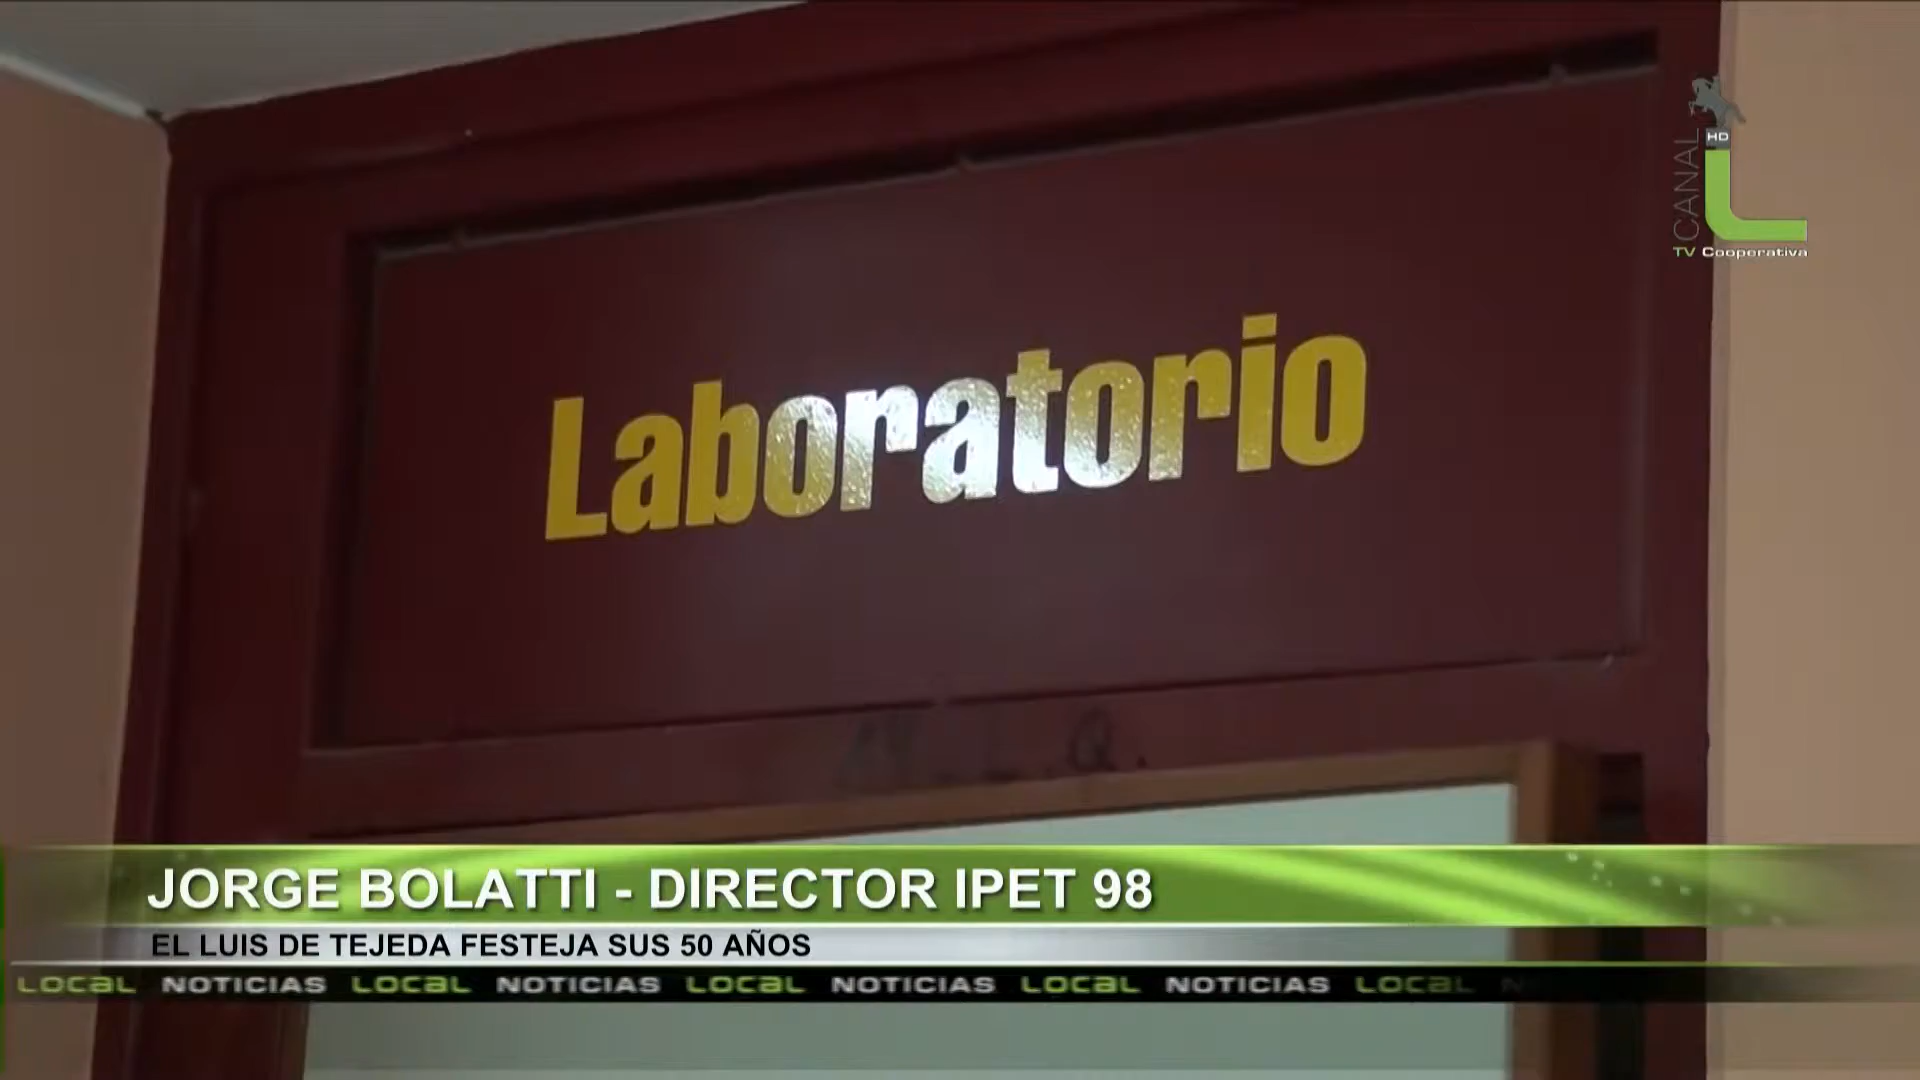 HD
CANAL
L
TV Cooperativa
Laboratorio
JORGE BOLATTI - DIRECTOR IPET 98
EL LUIS DE TEJEDA FESTEJA SUS 50 AÑOS
LOCAL NOTICIAS LOCAL NOTICIAS LOCAL NOTICIAS LOCAL NOTICIAS LOCAL